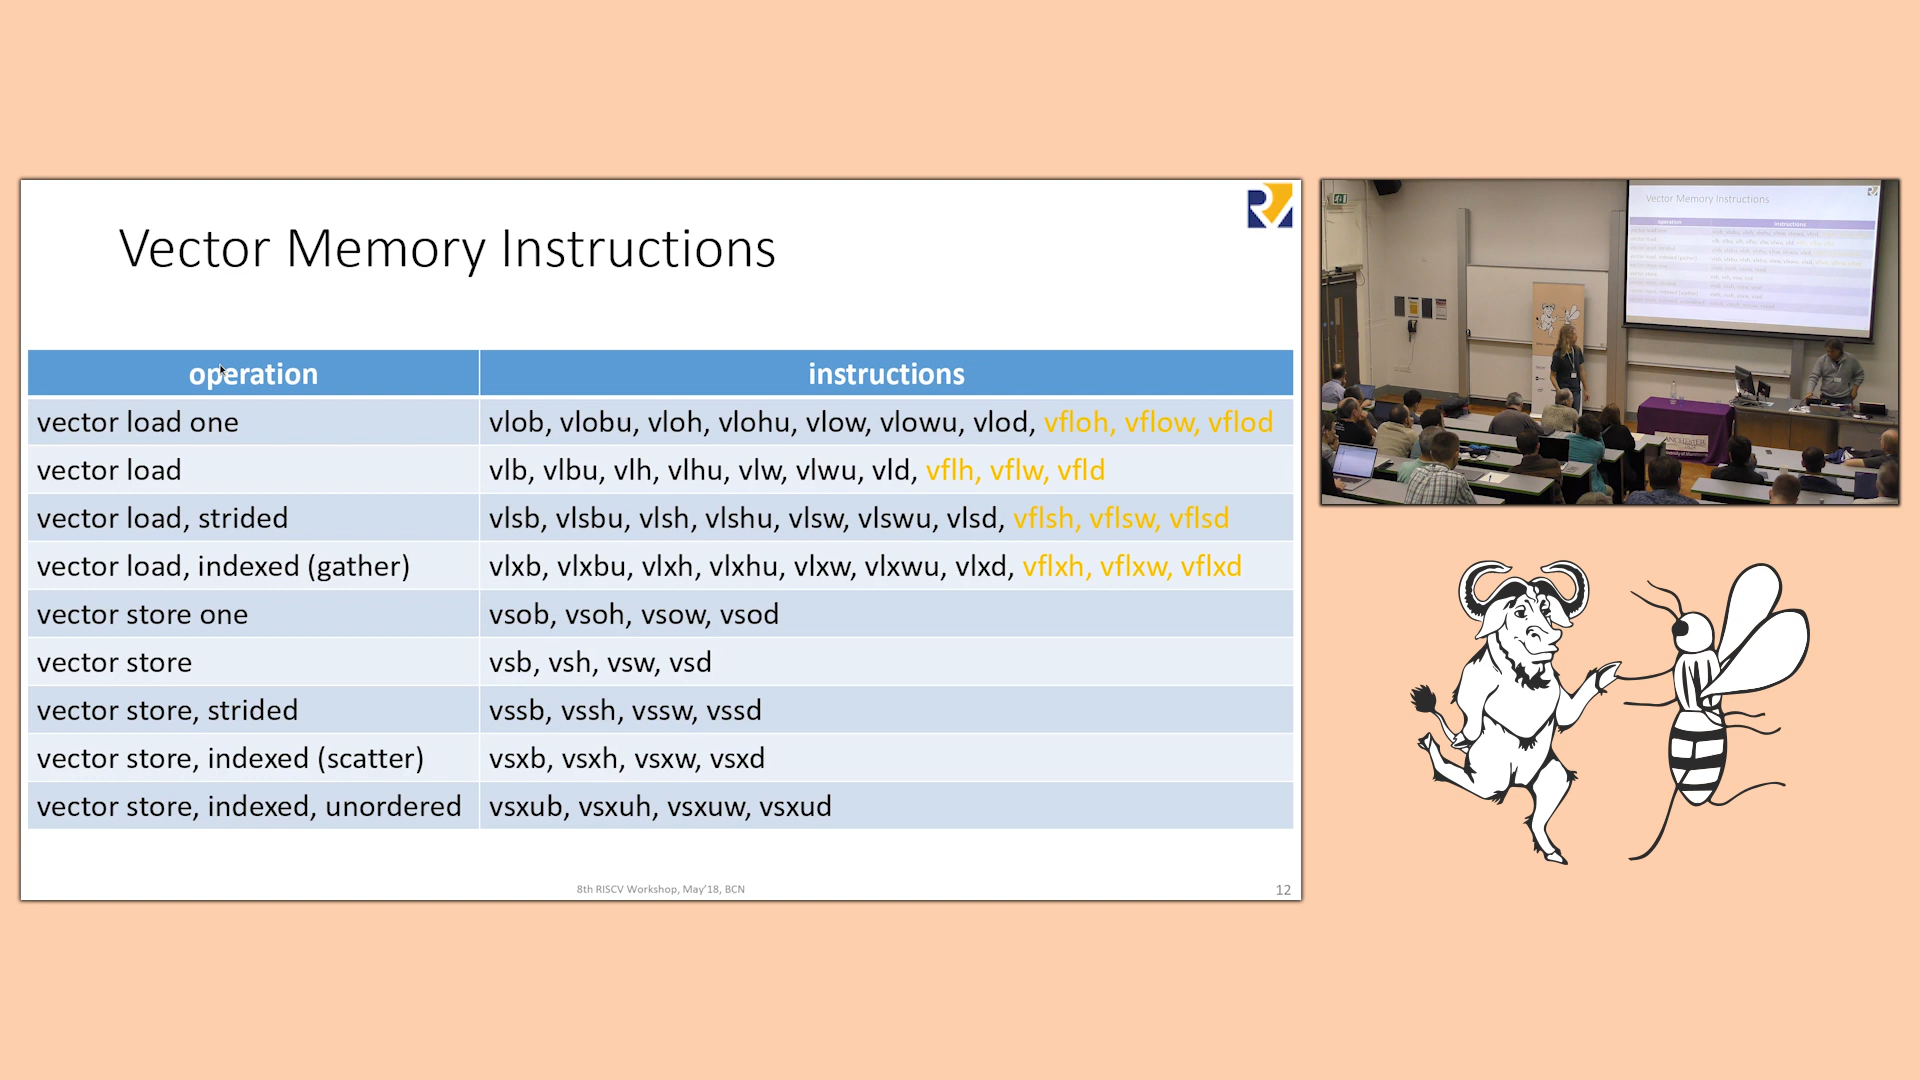 Vector Memory Instructions
operation instructions
vector load one vlob, vlobu, vloh, vlohu, vlow, vlowu, vlod, vfloh, vflow, vflod
vector load vlb, vlbu, vlh, vlhu, vlw, vlwu, vld, vflh, vflw, vfld
vector load, strided vlsb, vlsbu, vlsh, vlshu, vlsw, vlswu, vlsd, vflsh, vflsw, vflsd
vector load, indexed (gather) vlxb, vlxbu, vlxh, vlxhu, vlxw, vlxwu, vlxd, vflxh, vflxw, vflxd
vector store one vsob, vsoh, vsow, vsod
vector store vsb, vsh, vsw, vsd
vector store, strided vssb, vssh, vssw, vssd
vector store, indexed (scatter) vsxb, vsxh, vsxw, vsxd
vector store, indexed, unordered vsxub, vsxuh, vsxuw, vsxud
8th RISCV Workshop, May'18, BCN
12
Vector Memory Instructions
operation instructions